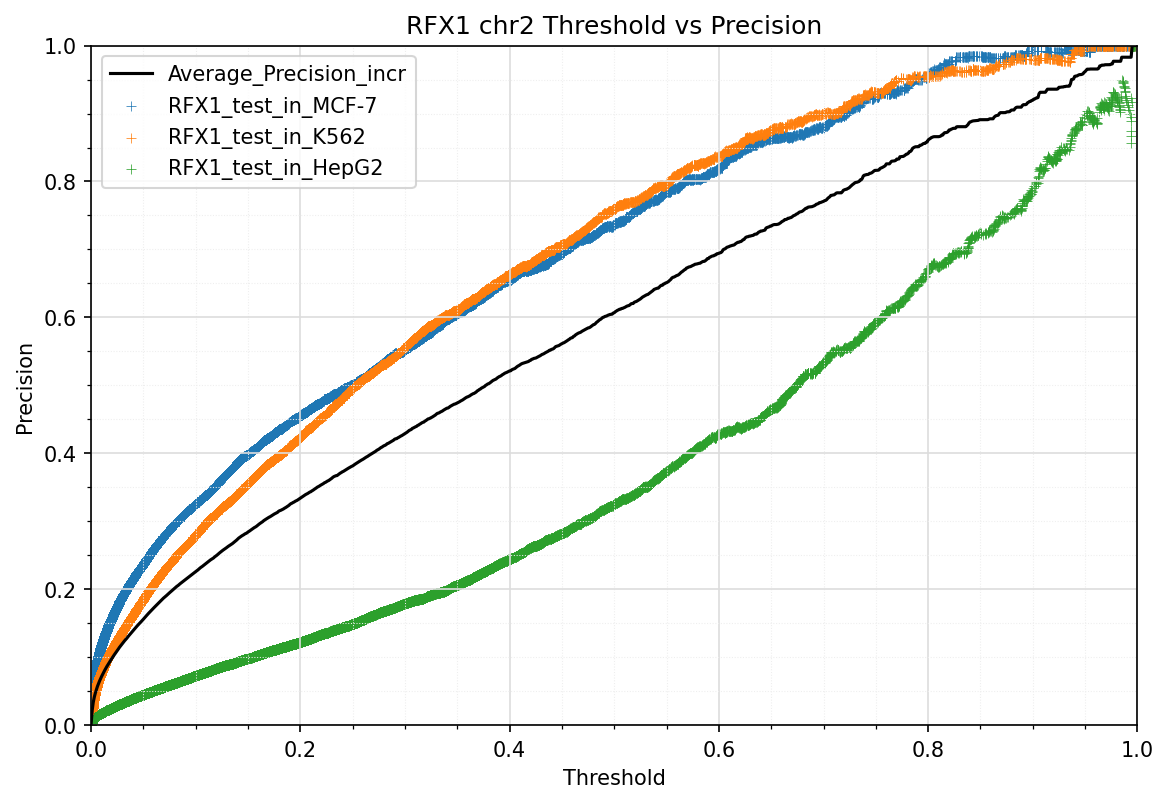 RFX1 chr2 Threshold vs Precision
Average_Precision_incr
RFX1_test_in_MCF-7
RFX1_test_in_K562
RFX1_test_in_HepG2
1.0
0.8
0.6
0.4
0.2
0.0
Precision
0.0 0.2 0.4 0.6 0.8 1.0
Threshold